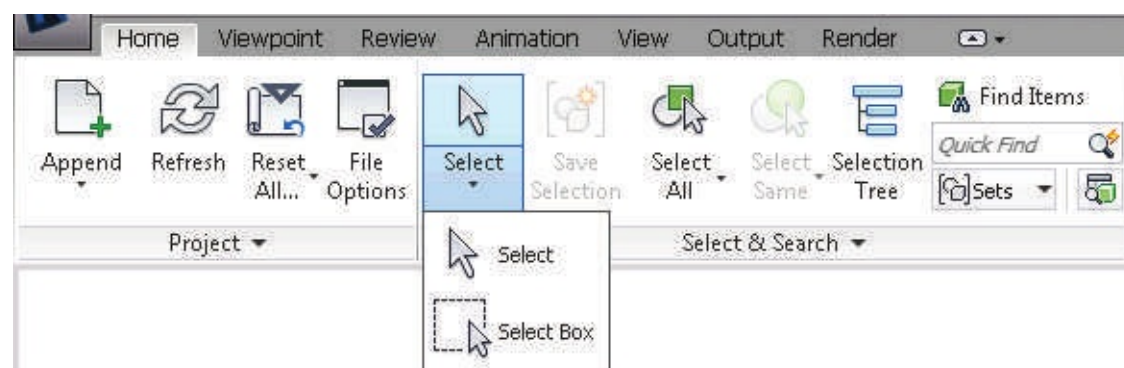 Home Viewpoint Review Animation View Output Render
Append Refresh Reset All... File Options Select Save Selection Select All Select Same Selection Tree
Find Items
Quick Find
Sets
Project Select & Search
Select
Select Box